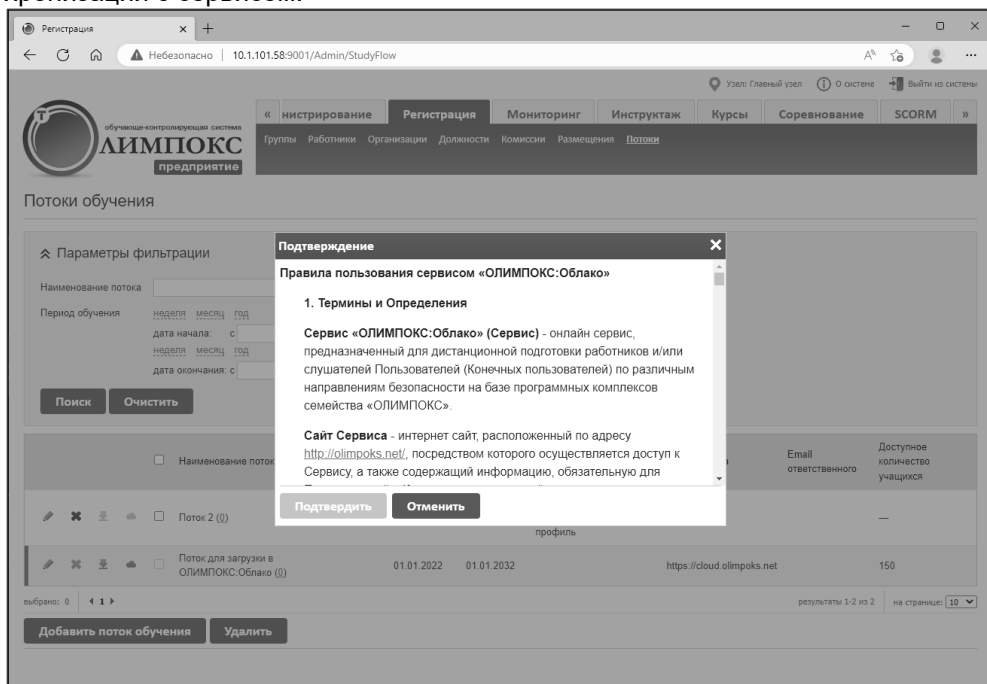 Регистрация
Небезопасно | 10.1.101.58:9001/Admin/StudyFlow
Узел: Главный узел О системе Выйти из системы
« нистрирование Регистрация Мониторинг Инструктаж Курсы Соревнование SCORM »
Группы Работники Организации Должности Комиссии Размещения Потоки
обучающе-контролирующая система
ОЛИМПОКС
предприятие
Потоки обучения
Параметры фильтрации
Наименование потока
Период обучения неделя месяц год
дата начала: с
неделя месяц год
дата окончания: с
Поиск Очистить
Подтверждение
Правила пользования сервисом «ОЛИМПОКС:Облако»
1. Термины и Определения
Сервис «ОЛИМПОКС:Облако» (Сервис) - онлайн сервис,
предназначенный для дистанционной подготовки работников и/или
слушателей Пользователей (Конечных пользователей) по различным
направлениям безопасности на базе программных комплексов
семейства «ОЛИМПОКС».
Сайт Сервиса - интернет сайт, расположенный по адресу
http://olimpoks.net/, посредством которого осуществляется доступ к
Сервису, а также содержащий информацию, обязательную для
Подтвердить Отменить
Наименование поток
Email
ответственного
Доступное
количество
учащихся
Поток 2 (0) профиль —
Поток для загрузки в
ОЛИМПОКС:Облако (0) 01.01.2022 01.01.2032 https://cloud.olimpoks.net 150
выбрано: 0 1 результаты 1-2 из 2 на странице: 10
Добавить поток обучения Удалить